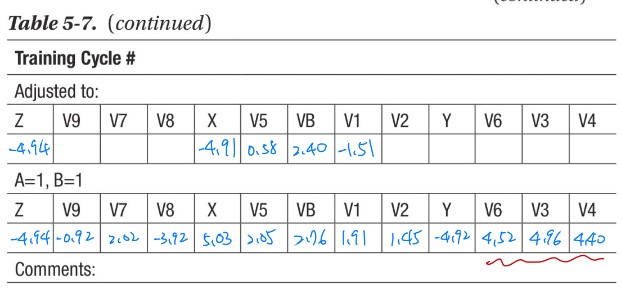 Table 5-7. (continued)
Training Cycle #
Adjusted to:
Z V9 V7 V8 X V5 VB V1 V2 Y V6 V3 V4
-4.94 -4.91 0.58 2.40 -1.51
A=1, B=1
Z V9 V7 V8 X V5 VB V1 V2 Y V6 V3 V4
-4.94 -0.92 2.02 -3.92 5.03 2.05 2.76 1.91 1.45 -4.92 4.52 4.96 4.40
Comments: